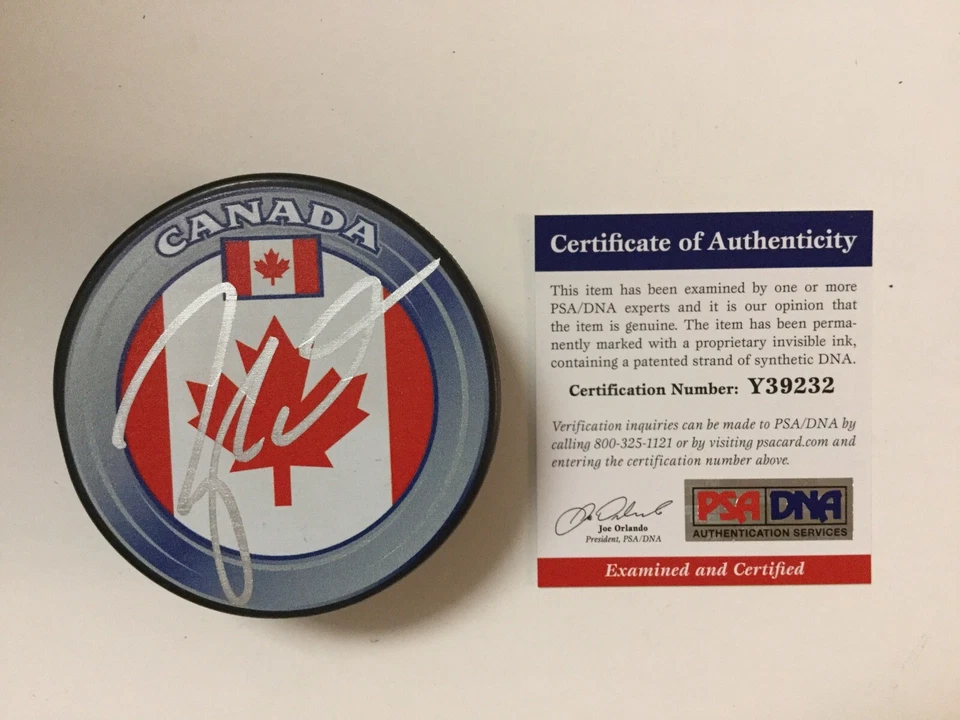 CANADA
Certificate of Authenticity
This item has been examined by one or more
PSA/DNA experts and it is our opinion that
the item is genuine. The item has been perma-
nently marked with a proprietary invisible ink,
containing a patented strand of synthetic DNA.
Certification Number: Y39232
Verification inquiries can be made to PSA/DNA by
calling 800-325-1121 or by visiting psacard.com and
entering the certification number above.
Joe Orlando
President, PSA/DNA
PSA DNA
AUTHENTICATION SERVICES
Examined and Certified